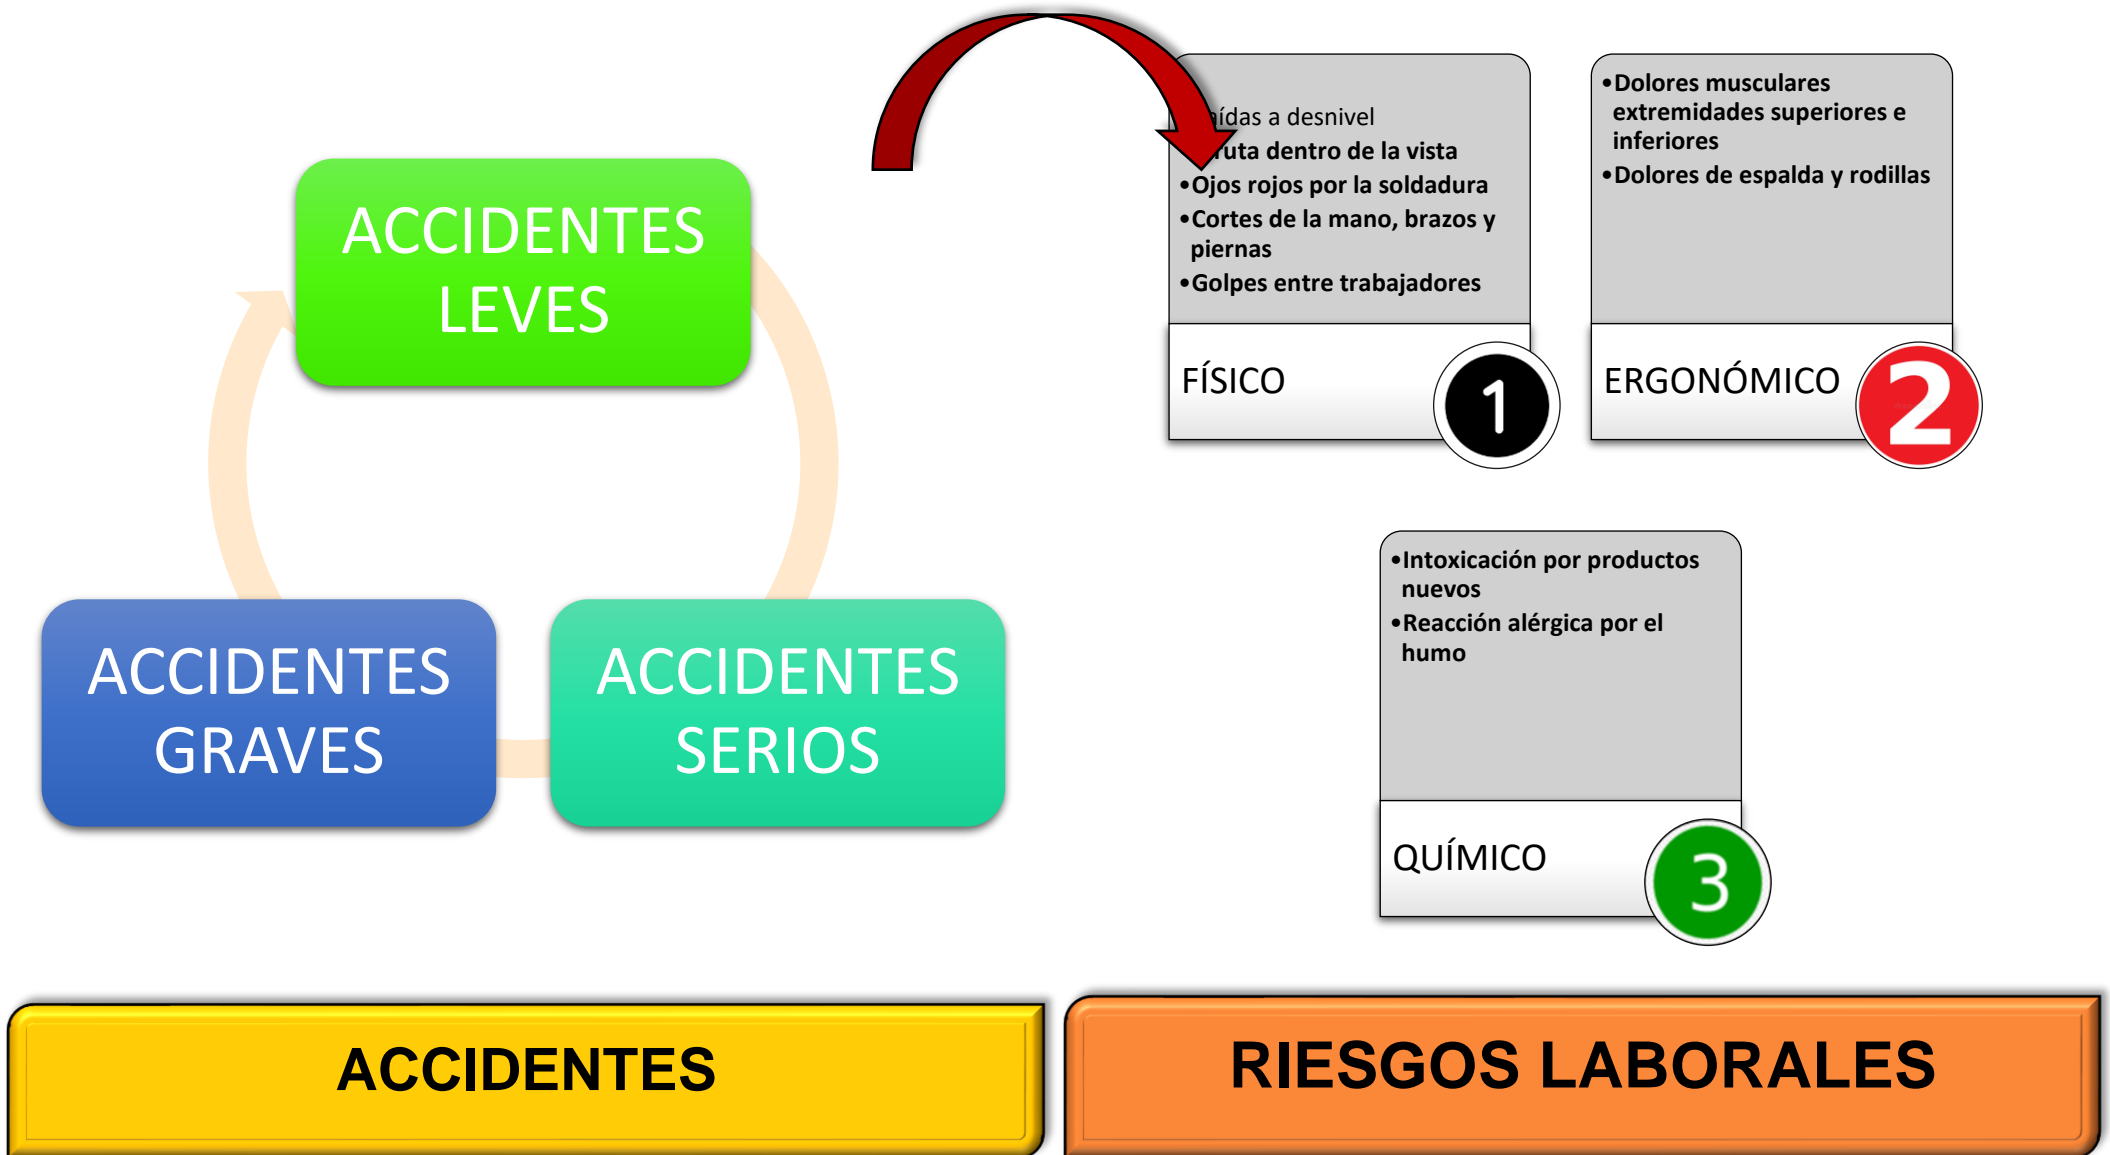 ACCIDENTES
LEVES
ACCIDENTES
GRAVES
ACCIDENTES
SERIOS
ACCIDENTES
aídas a desnivel
ruta dentro de la vista
•Ojos rojos por la soldadura
•Cortes de la mano, brazos y
piernas
•Golpes entre trabajadores
FÍSICO
1
•Dolores musculares
extremidades superiores e
inferiores
•Dolores de espalda y rodillas
ERGONÓMICO
2
•Intoxicación por productos
nuevos
•Reacción alérgica por el
humo
QUÍMICO
3
RIESGOS LABORALES